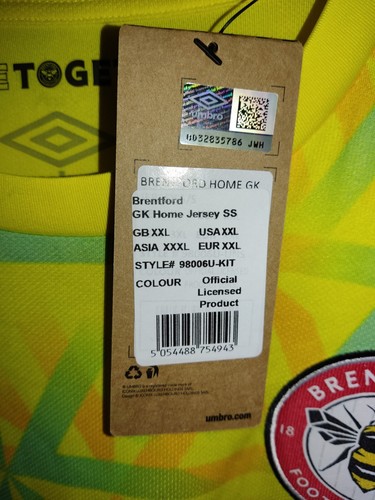 E TOGE
umbro
UD32835786 JWH
BRENTFORD HOME GK
Brentford
GK Home Jersey SS
GB XXL USA XXL
ASIA XXXL EUR XXL
STYLE# 98006U-KIT
COLOUR Official
Licensed
Product
5 054488 754943
umbro.com
BREN
18
FOO